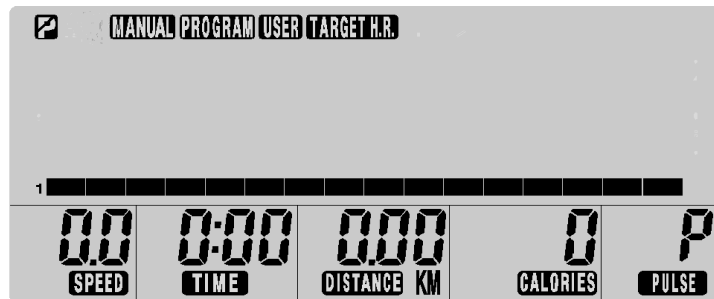 P MANUAL PROGRAM USER TARGET H.R.
1
0.0 0:00 0.00 0 P
SPEED TIME DISTANCE KM CALORIES PULSE